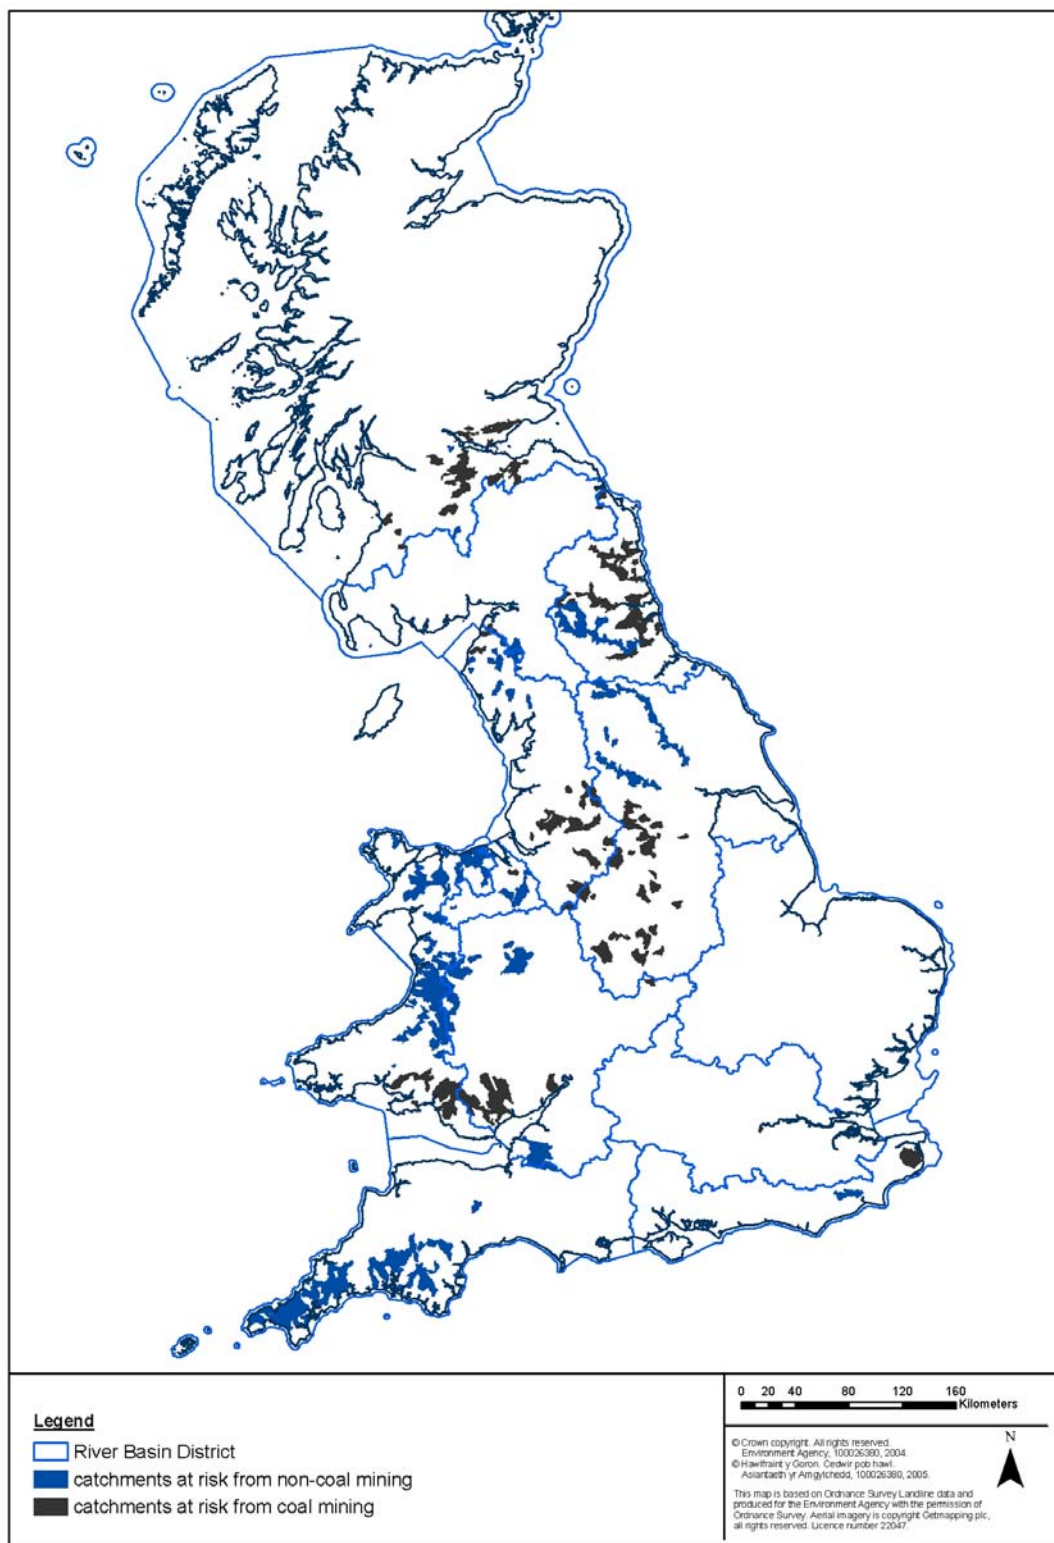 Legend
River Basin District
catchments at risk from non-coal mining
catchments at risk from coal mining
0 20 40 80 120 160
Kilometers
N
© Crown copyright. All rights reserved.
Environment Agency, 100026380, 2004.
© Hawlfraint y Goron. Cedwir pob hawl.
Asiantaeth yr Amgylchedd, 100026380, 2005.
This map is based on Ordnance Survey Landline data and
produced for the Environment Agency with the permission of
Ordnance Survey. Aerial imagery is copyright Getmapping plc,
all rights reserved. Licence number 22047.